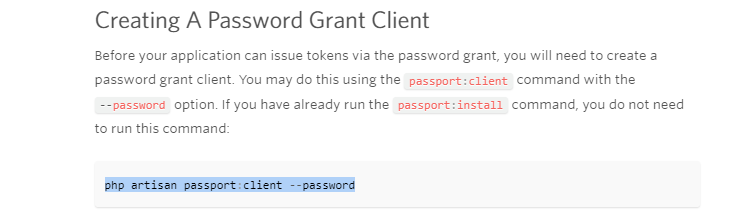 Creating A Password Grant Client
Before your application can issue tokens via the password grant, you will need to create a
password grant client. You may do this using the passport:client command with the
--password option. If you have already run the passport:install command, you do not need
to run this command:
php artisan passport:client --password